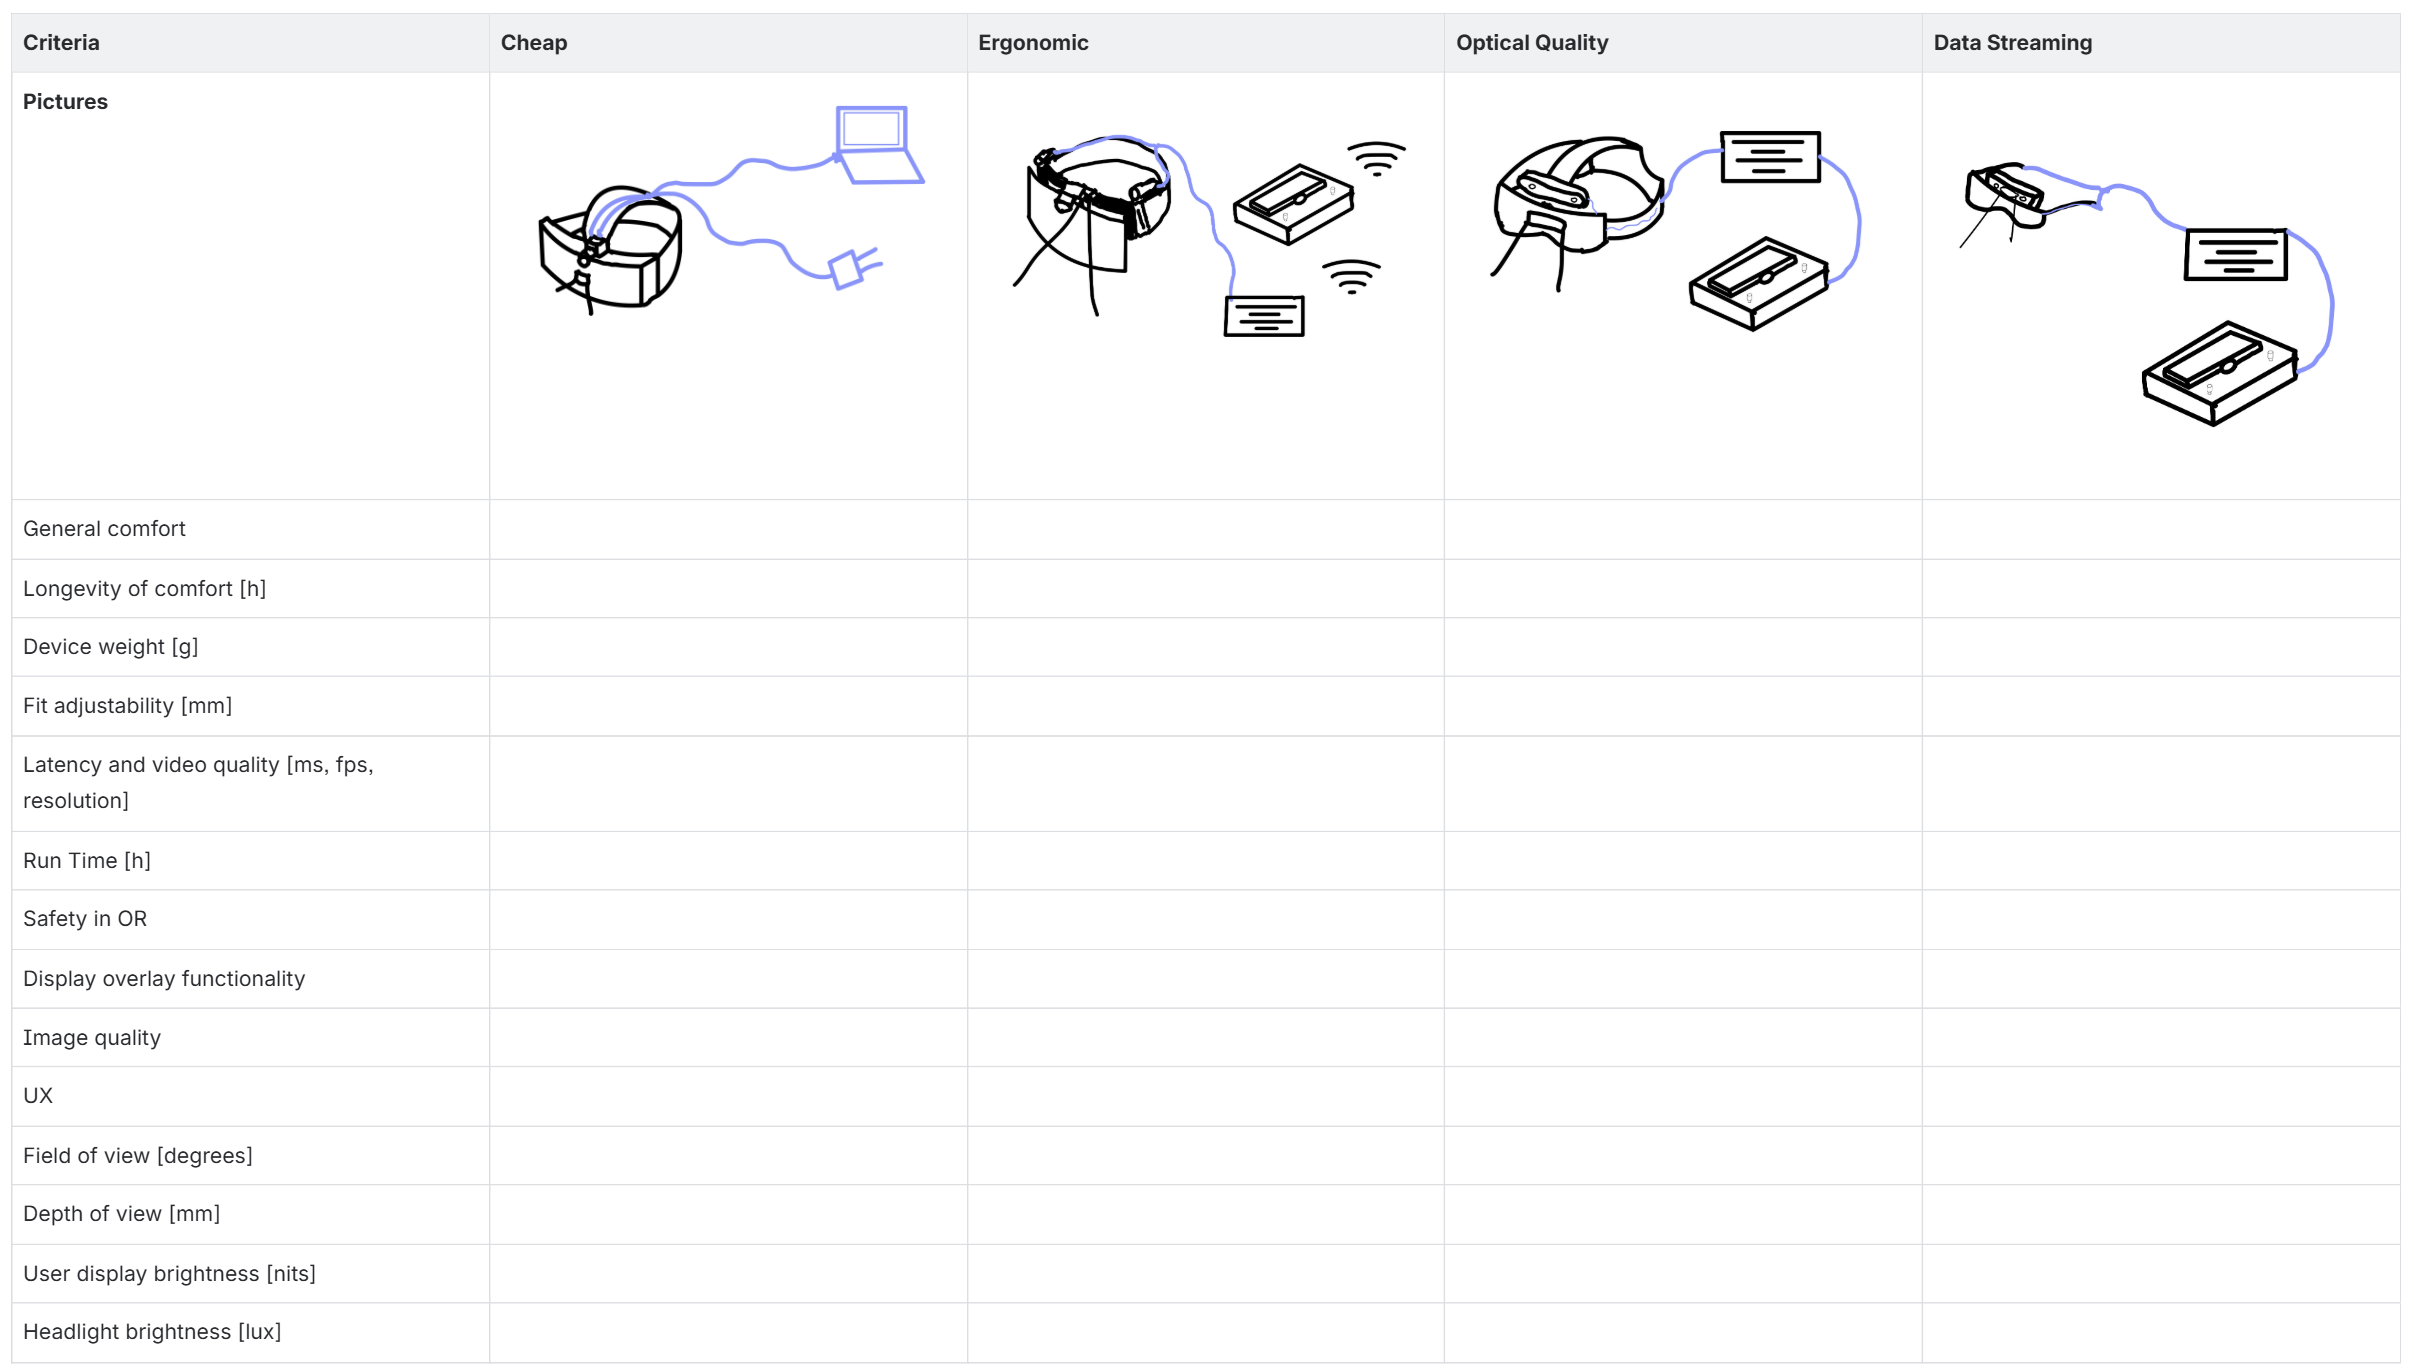 Criteria
Cheap
Ergonomic
Optical Quality
Data Streaming
Pictures
General comfort
Longevity of comfort [h]
Device weight [g]
Fit adjustability [mm]
Latency and video quality [ms, fps,
resolution]
Run Time [h]
Safety in OR
Display overlay functionality
Image quality
UX
Field of view [degrees]
Depth of view [mm]
User display brightness [nits]
Headlight brightness [lux]